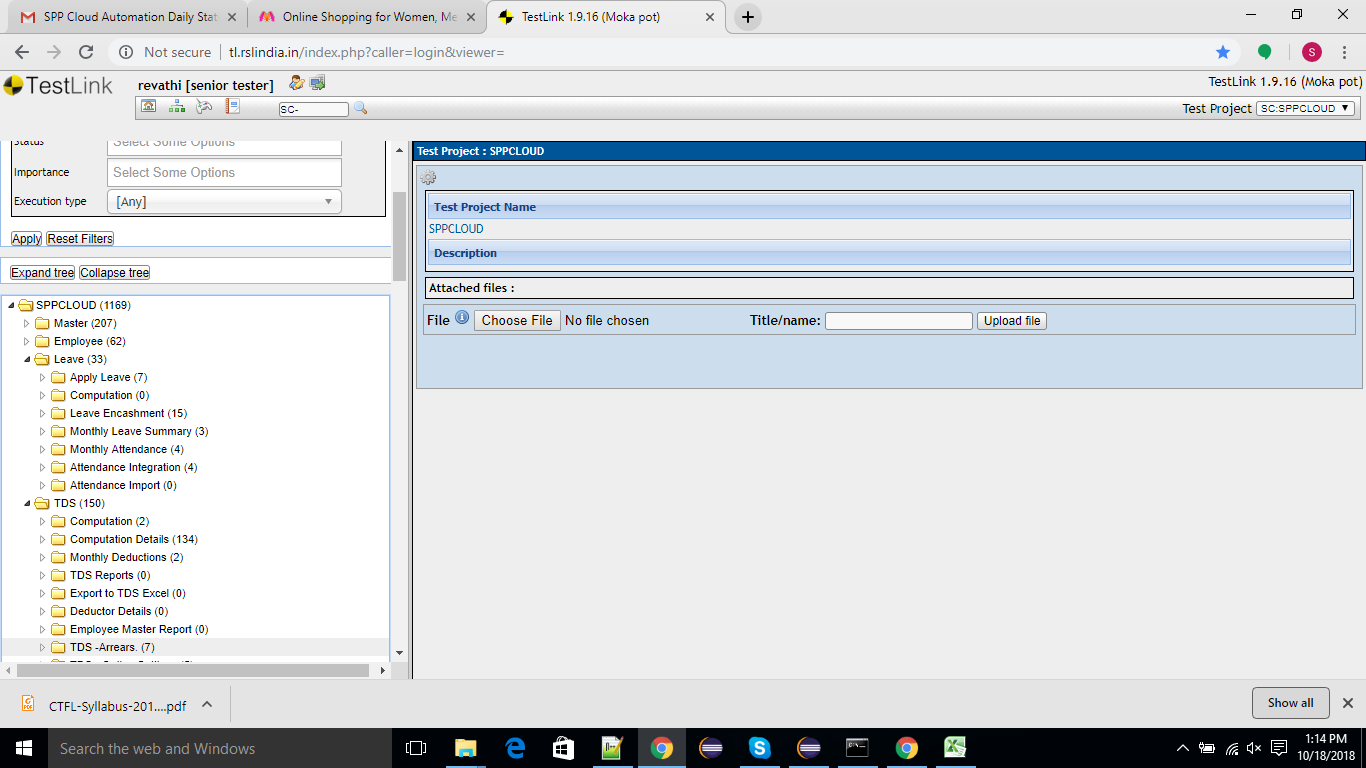 SPP Cloud Automation Daily Stat
Online Shopping for Women, Me
TestLink 1.9.16 (Moka pot)
Not secure tl.rslindia.in/index.php?caller=login&viewer=
S
TestLink
revathi [senior tester]
TestLink 1.9.16 (Moka pot)
SC-
Test Project SC:SPPCLOUD
Status Select Some Options
Importance Select Some Options
Execution type [Any]
Apply Reset Filters
Expand tree Collapse tree
SPPCLOUD (1169)
Master (207)
Employee (62)
Leave (33)
Apply Leave (7)
Computation (0)
Leave Encashment (15)
Monthly Leave Summary (3)
Monthly Attendance (4)
Attendance Integration (4)
Attendance Import (0)
TDS (150)
Computation (2)
Computation Details (134)
Monthly Deductions (2)
TDS Reports (0)
Export to TDS Excel (0)
Deductor Details (0)
Employee Master Report (0)
TDS -Arrears. (7)
Test Project : SPPCLOUD
Test Project Name
SPPCLOUD
Description
Attached files :
File Choose File No file chosen Title/name: Upload file
CTFL-Syllabus-201....pdf
Show all
Search the web and Windows
1:14 PM
10/18/2018